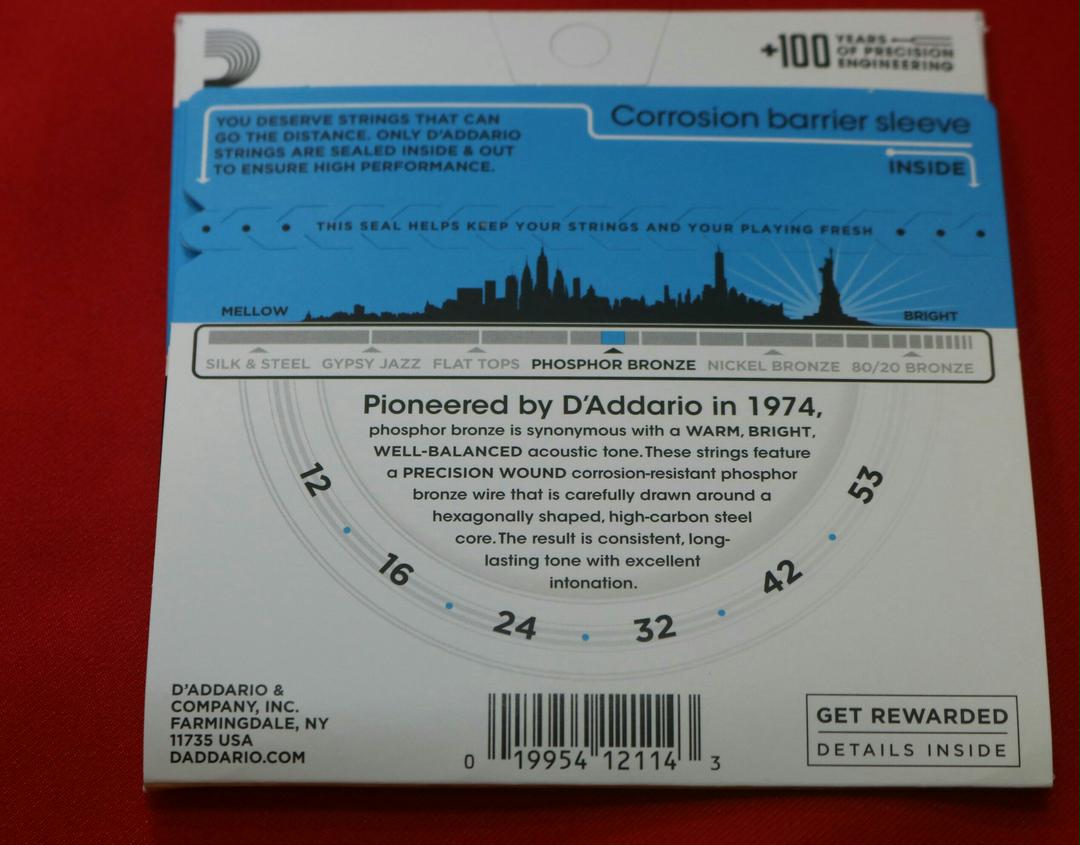 +100 YEARS
OF PRECISION
ENGINEERING
YOU DESERVE STRINGS THAT CAN
GO THE DISTANCE. ONLY D'ADDARIO
STRINGS ARE SEALED INSIDE & OUT
TO ENSURE HIGH PERFORMANCE.
Corrosion barrier sleeve
INSIDE
THIS SEAL HELPS KEEP YOUR STRINGS AND YOUR PLAYING FRESH
MELLOW
BRIGHT
SILK & STEEL GYPSY JAZZ FLAT TOPS PHOSPHOR BRONZE NICKEL BRONZE 80/20 BRONZE
Pioneered by D'Addario in 1974,
phosphor bronze is synonymous with a WARM, BRIGHT,
WELL-BALANCED acoustic tone. These strings feature
a PRECISION WOUND corrosion-resistant phosphor
bronze wire that is carefully drawn around a
hexagonally shaped, high-carbon steel
core. The result is consistent, long-
lasting tone with excellent
intonation.
12 • 16 • 24 • 32 • 42 • 53
D'ADDARIO &
COMPANY, INC.
FARMINGDALE, NY
11735 USA
DADDARIO.COM
0 19954 12114 3
GET REWARDED
DETAILS INSIDE